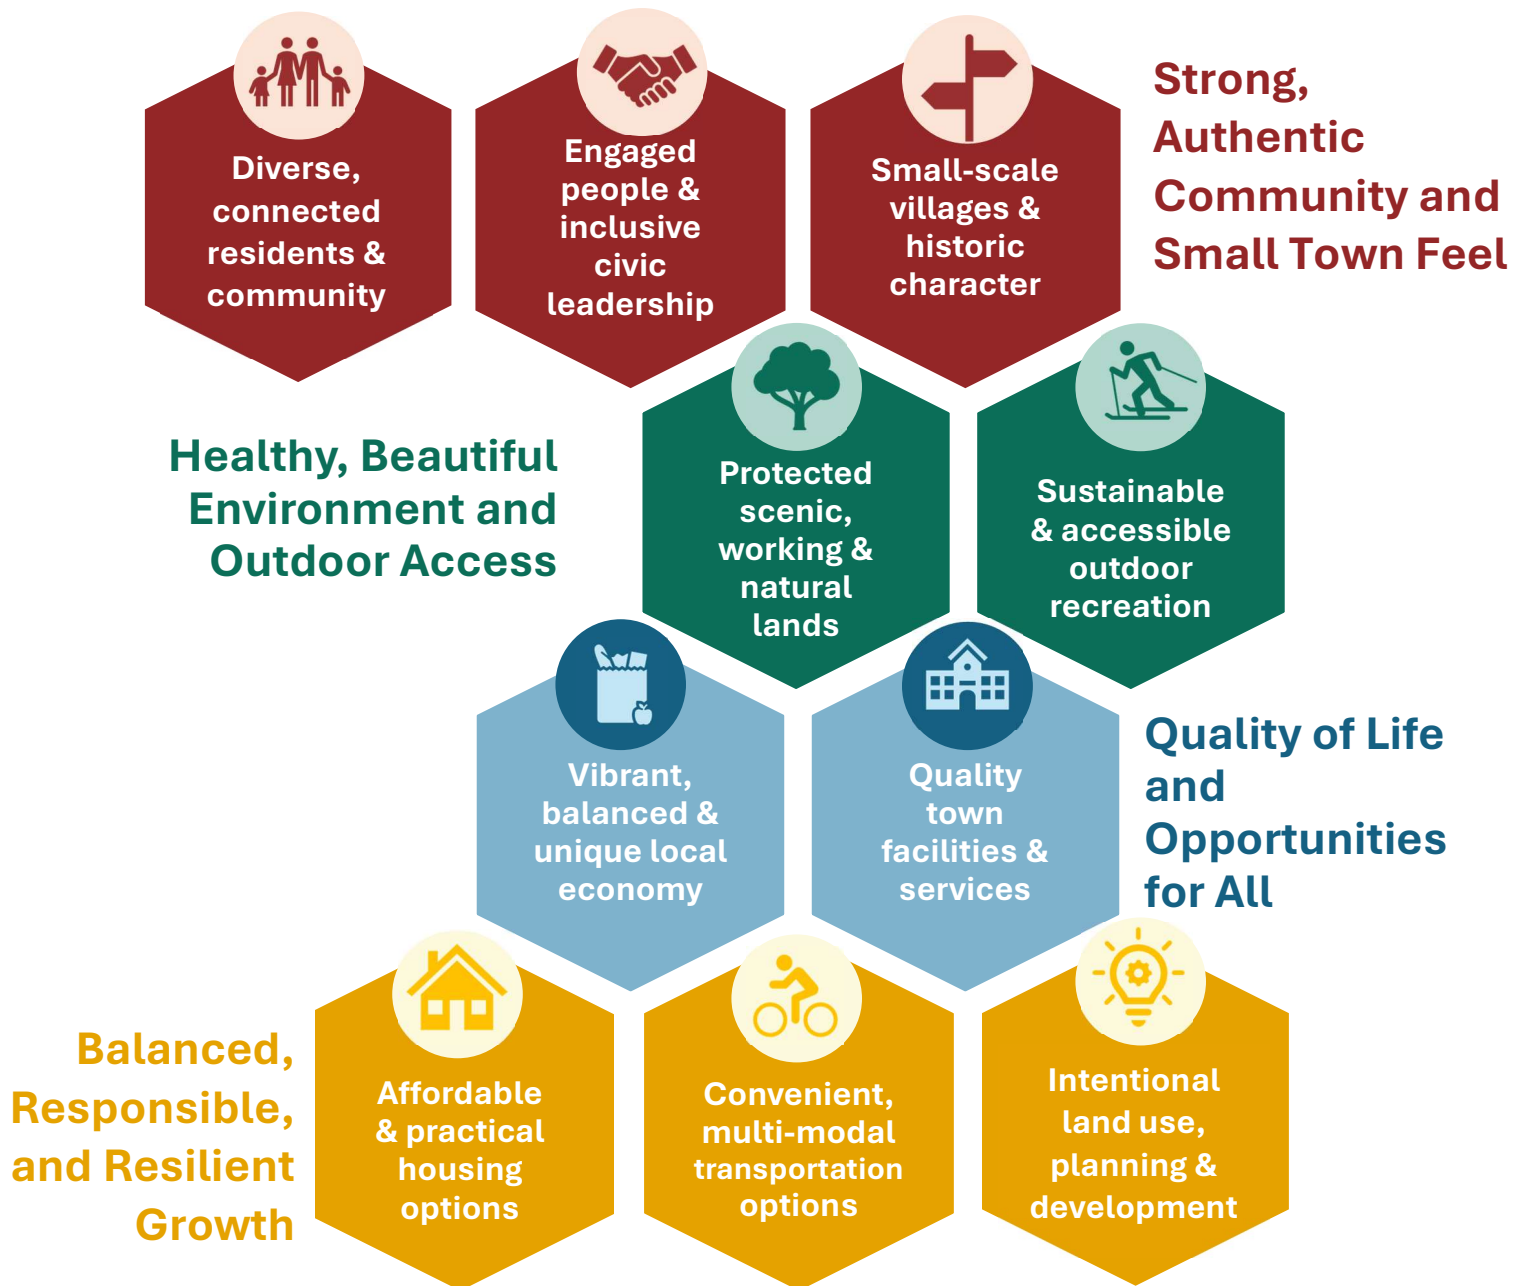 Diverse,
connected
residents &
community
Engaged
people &
inclusive
civic
leadership
Small-scale
villages &
historic
character
Strong,
Authentic
Community and
Small Town Feel
Healthy, Beautiful
Environment and
Outdoor Access
Protected
scenic,
working &
natural
lands
Sustainable
& accessible
outdoor
recreation
Vibrant,
balanced &
unique local
economy
Quality
town
facilities &
services
Quality of Life
and
Opportunities
for All
Balanced,
Responsible,
and Resilient
Growth
Affordable
& practical
housing
options
Convenient,
multi-modal
transportation
options
Intentional
land use,
planning &
development